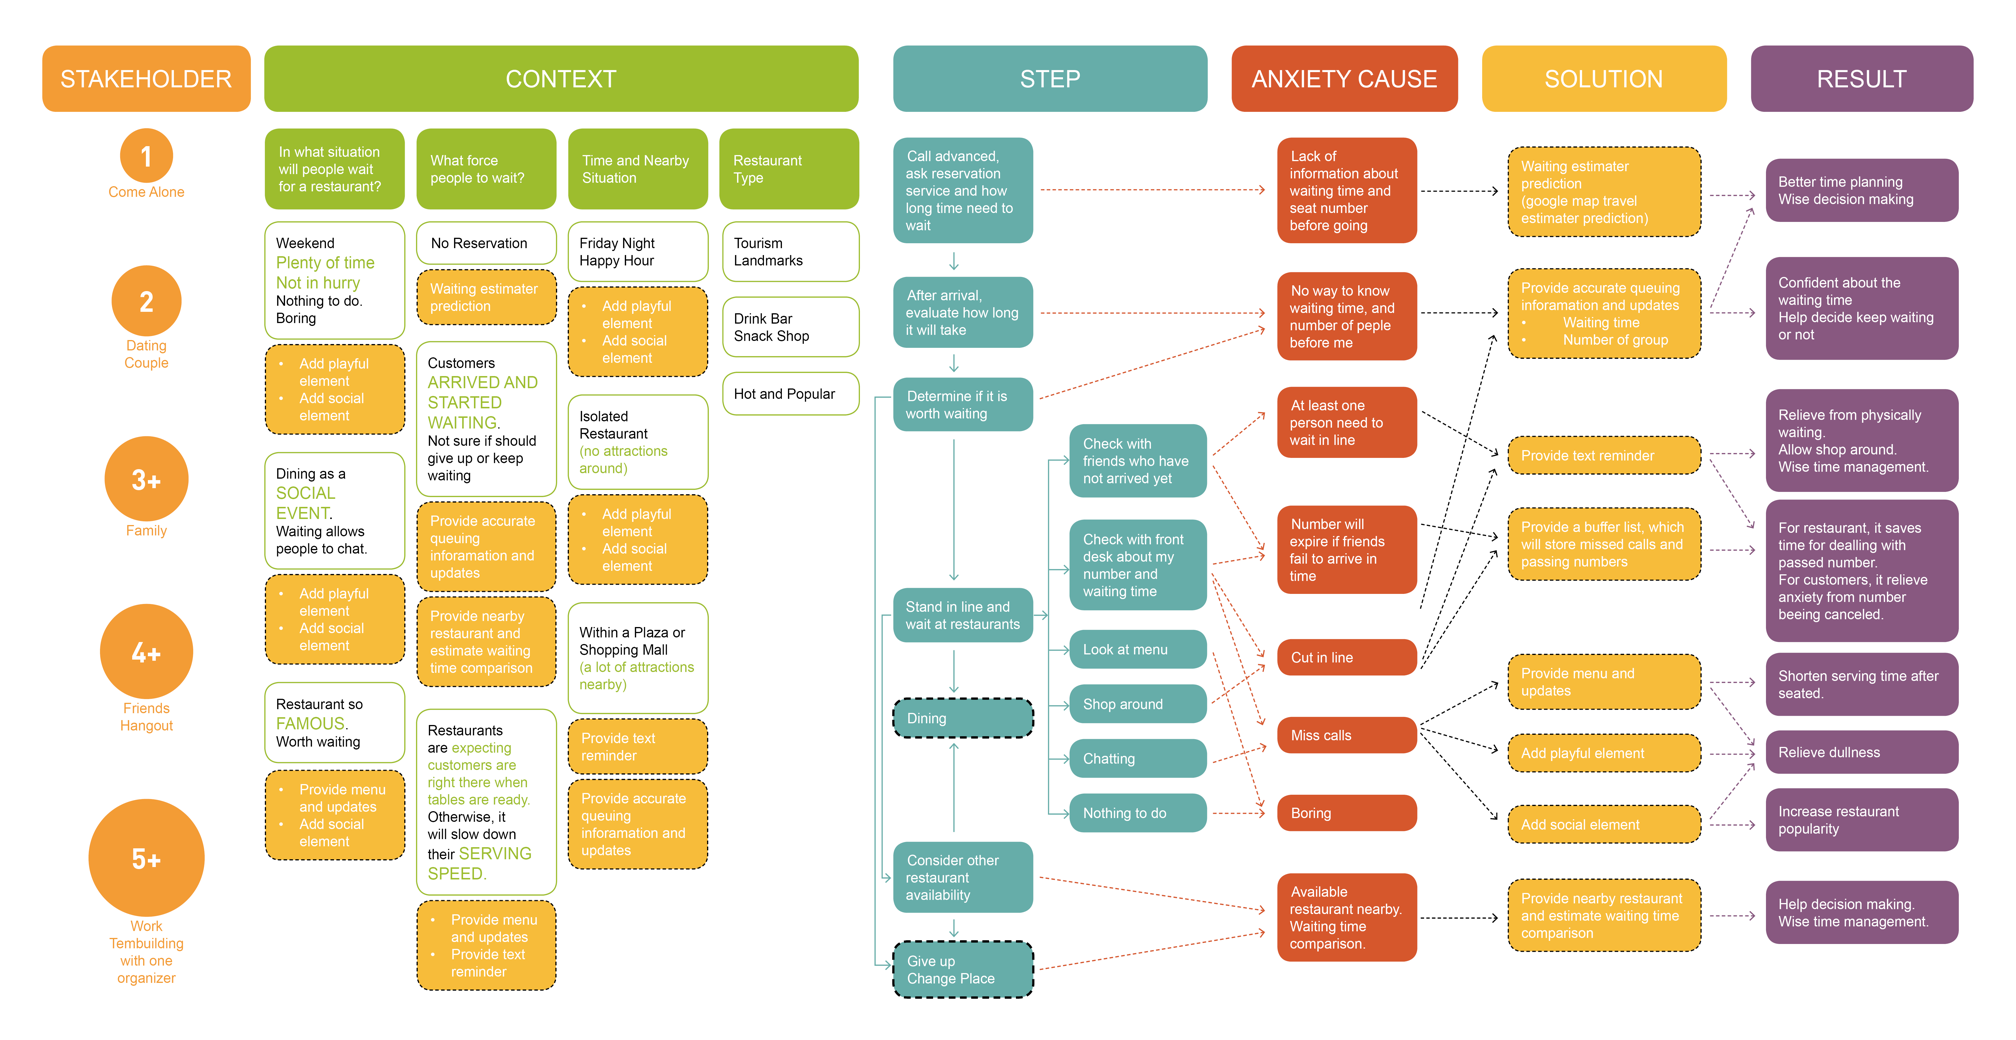 STAKEHOLDER
1
Come Alone
2
Dating
Couple
3+
Family
4+
Friends
Hangout
5+
Work
Tembuilding
with one
organizer
CONTEXT
In what situation
will people wait
for a restaurant?
Weekend
Plenty of time
Not in hurry
Nothing to do.
Boring
• Add playful
element
• Add social
element
Dining as a
SOCIAL
EVENT.
Waiting allows
people to chat.
• Add playful
element
• Add social
element
Restaurant so
FAMOUS.
Worth waiting
• Provide menu
and updates
• Add social
element
What force
people to wait?
No Reservation
Waiting estimater
prediction
Customers
ARRIVED AND
STARTED
WAITING.
Not sure if should
give up or keep
waiting
Provide accurate
queuing
inforamation and
updates
Provide nearby
restaurant and
estimate waiting
time comparison
Restaurants
are expecting
customers are
right there when
tables are ready.
Otherwise, it
will slow down
their SERVING
SPEED.
• Provide menu
and updates
• Provide text
reminder
Time and Nearby
Situation
Friday Night
Happy Hour
• Add playful
element
• Add social
element
Isolated
Restaurant
(no attractions
around)
• Add playful
element
• Add social
element
Within a Plaza or
Shopping Mall
(a lot of attractions
nearby)
Provide text
reminder
Provide accurate
queuing
inforamation and
updates
Restaurant
Type
Tourism
Landmarks
Drink Bar
Snack Shop
Hot and Popular
STEP
Call advanced,
ask reservation
service and how
long time need to
wait
After arrival,
evaluate how long
it will take
Determine if it is
worth waiting
Stand in line and
wait at restaurants
Dining
Consider other
restaurant
availability
Give up
Change Place
Check with
friends who have
not arrived yet
Check with front
desk about my
number and
waiting time
Look at menu
Shop around
Chatting
Nothing to do
ANXIETY CAUSE
Lack of
information about
waiting time and
seat number
before going
No way to know
waiting time, and
number of peple
before me
At least one
person need to
wait in line
Number will
expire if friends
fail to arrive in
time
Cut in line
Miss calls
Boring
Available
restaurant nearby.
Waiting time
comparison.
SOLUTION
Waiting estimater
prediction
(google map travel
estimater prediction)
Provide accurate queuing
inforamation and updates
• Waiting time
• Number of group
Provide text reminder
Provide a buffer list, which
will store missed calls and
passing numbers
Provide menu and
updates
Add playful element
Add social element
Provide nearby restaurant
and estimate waiting time
comparison
RESULT
Better time planning
Wise decision making
Confident about the
waiting time
Help decide keep waiting
or not
Relieve from physically
waiting.
Allow shop around.
Wise time management.
For restaurant, it saves
time for dealling with
passed number.
For customers, it relieve
anxiety from number
beeing canceled.
Shorten serving time after
seated.
Relieve dullness
Increase restaurant
popularity
Help decision making.
Wise time management.